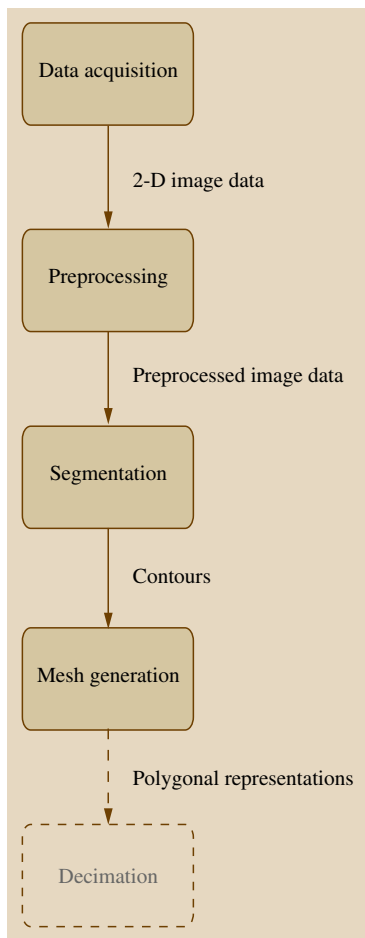 Data acquisition
2-D image data
Preprocessing
Preprocessed image data
Segmentation
Contours
Mesh generation
Polygonal representations
Decimation